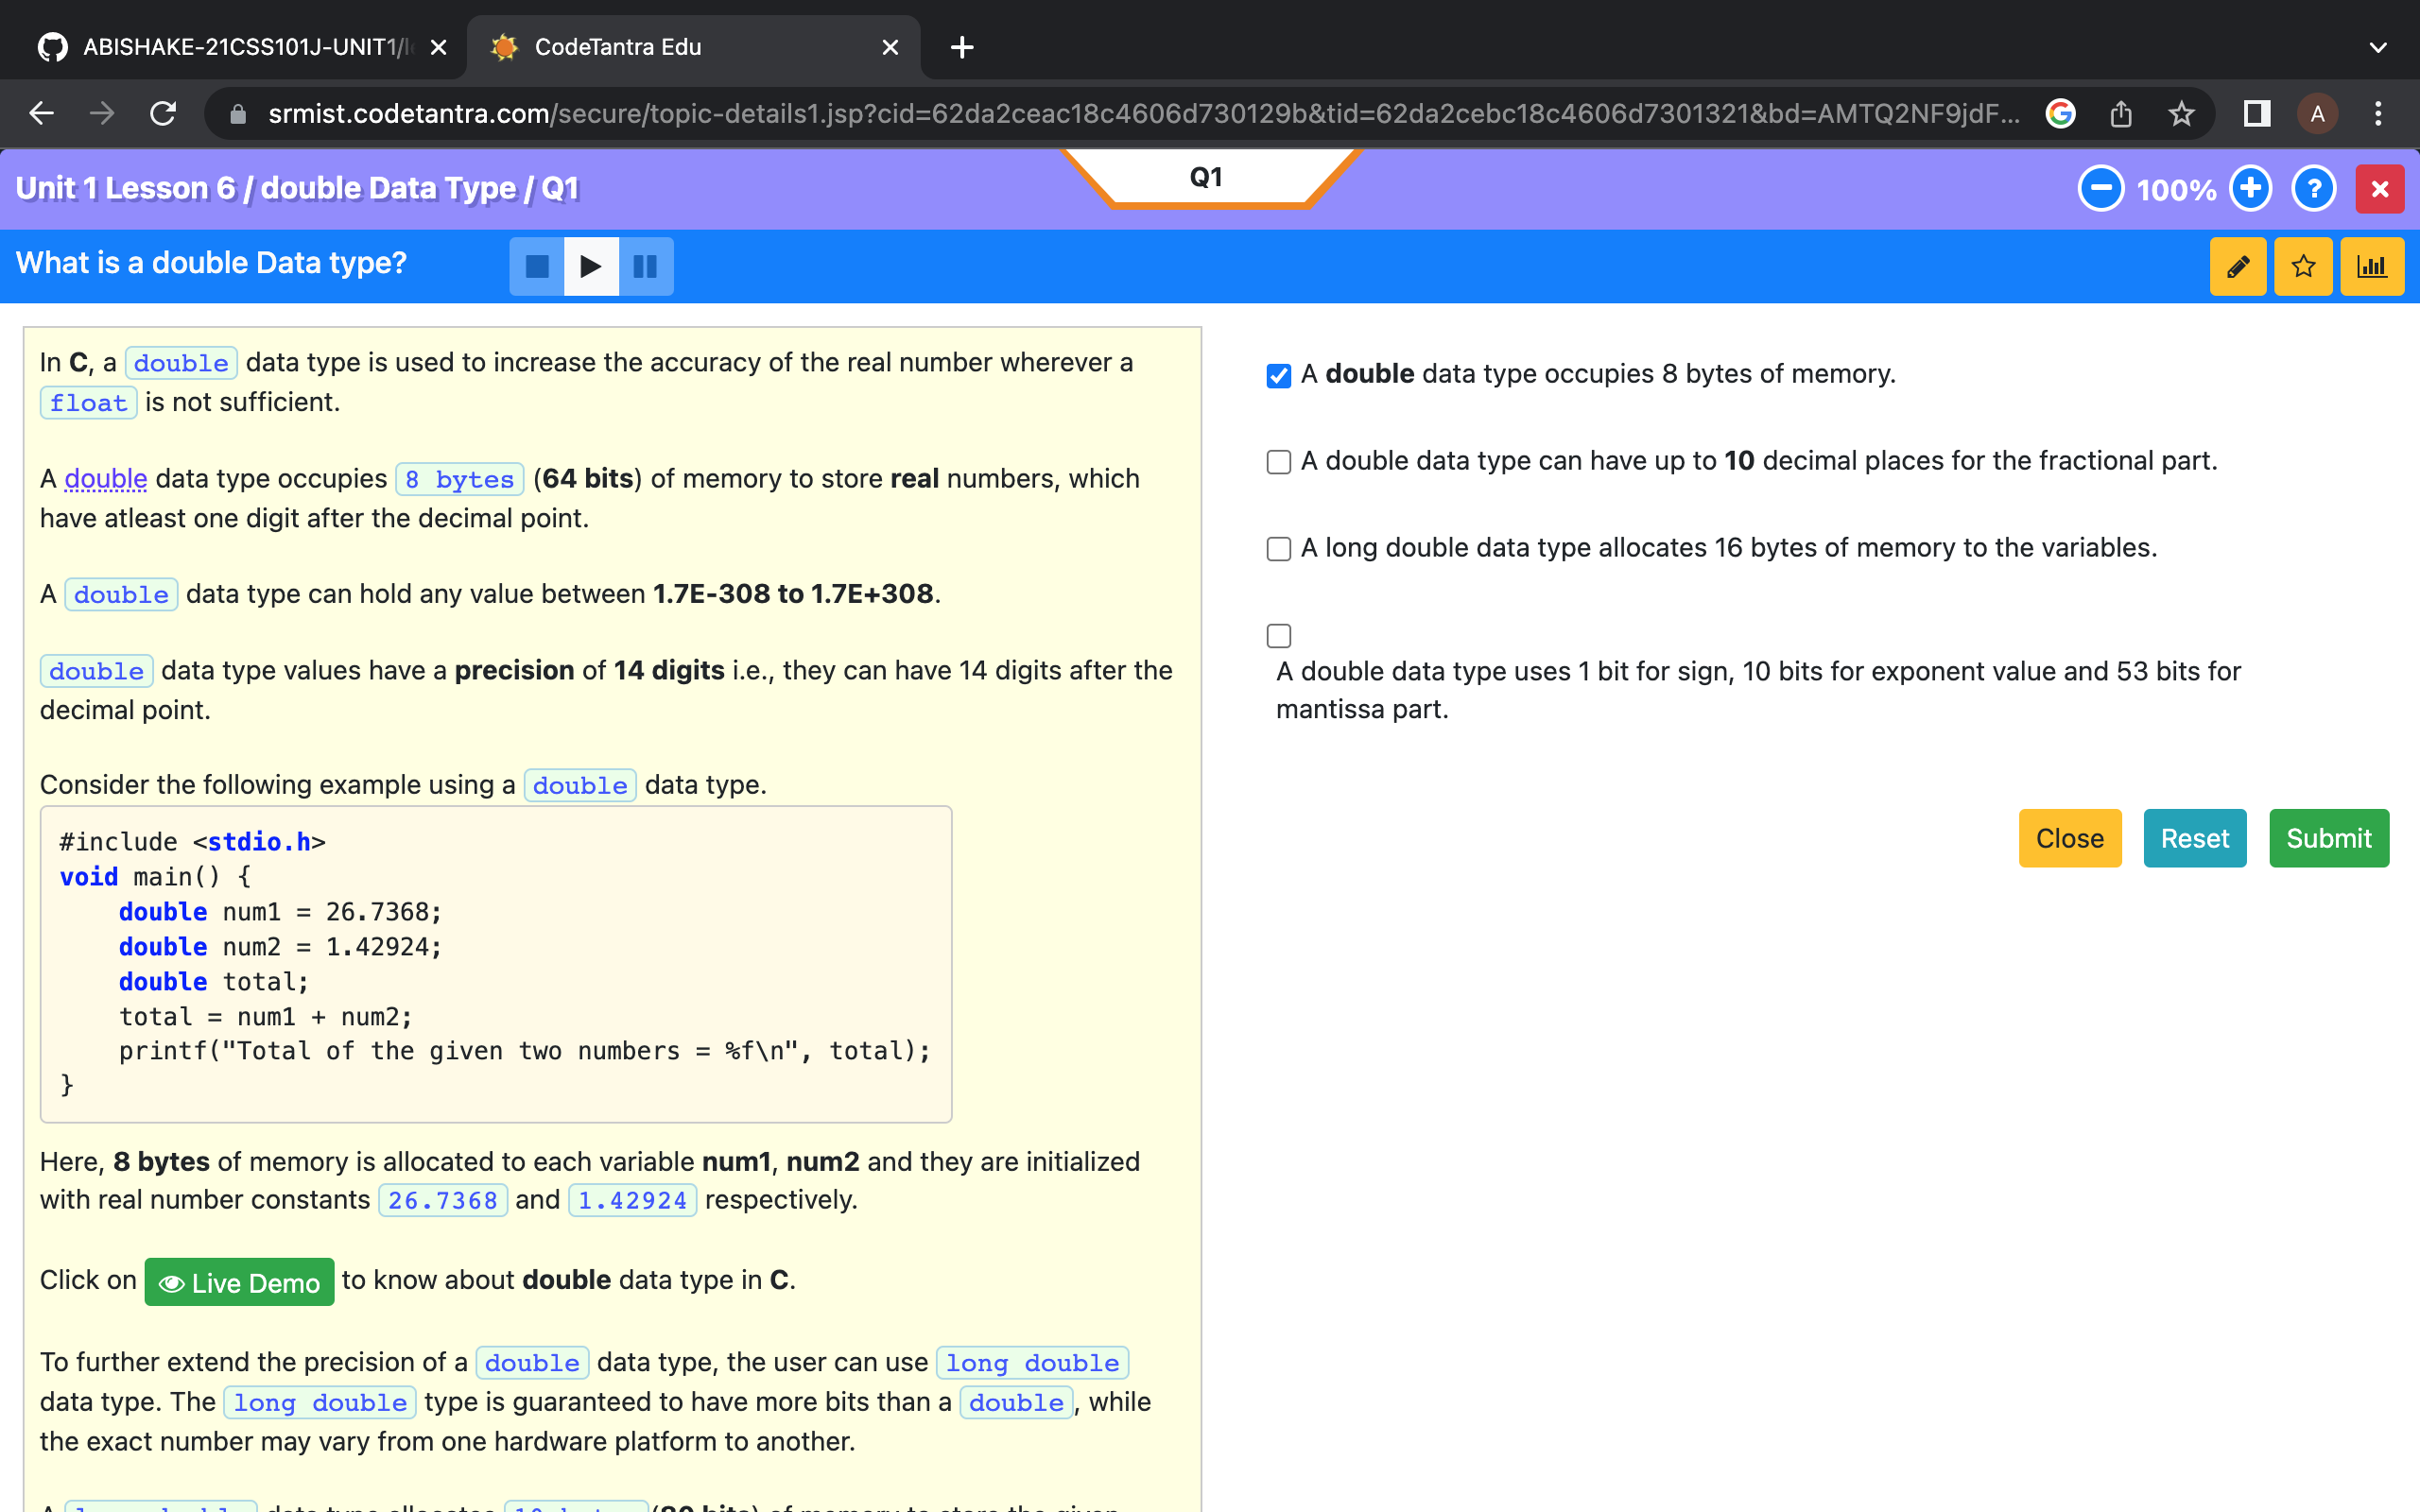 ABISHAKE-21CSS101J-UNIT1/l
CodeTantra Edu
srmist.codetantra.com/secure/topic-details1.jsp?cid=62da2ceac18c4606d730129b&tid=62da2cebc18c4606d7301321&bd=AMTQ2NF9jdF...
A
Unit 1 Lesson 6 / double Data Type / Q1
Q1
100%
What is a double Data type?
In C, a double data type is used to increase the accuracy of the real number wherever a
float is not sufficient.
A double data type occupies 8 bytes (64 bits) of memory to store real numbers, which
have atleast one digit after the decimal point.
A double data type can hold any value between 1.7E-308 to 1.7E+308.
double data type values have a precision of 14 digits i.e., they can have 14 digits after the
decimal point.
Consider the following example using a double data type.
#include <stdio.h>
void main() {
    double num1 = 26.7368;
    double num2 = 1.42924;
    double total;
    total = num1 + num2;
    printf("Total of the given two numbers = %f\n", total);
}
Here, 8 bytes of memory is allocated to each variable num1, num2 and they are initialized
with real number constants 26.7368 and 1.42924 respectively.
Click on Live Demo to know about double data type in C.
To further extend the precision of a double data type, the user can use long double
data type. The long double type is guaranteed to have more bits than a double, while
the exact number may vary from one hardware platform to another.
A double data type occupies 8 bytes of memory.
A double data type can have up to 10 decimal places for the fractional part.
A long double data type allocates 16 bytes of memory to the variables.
A double data type uses 1 bit for sign, 10 bits for exponent value and 53 bits for
mantissa part.
Close
Reset
Submit